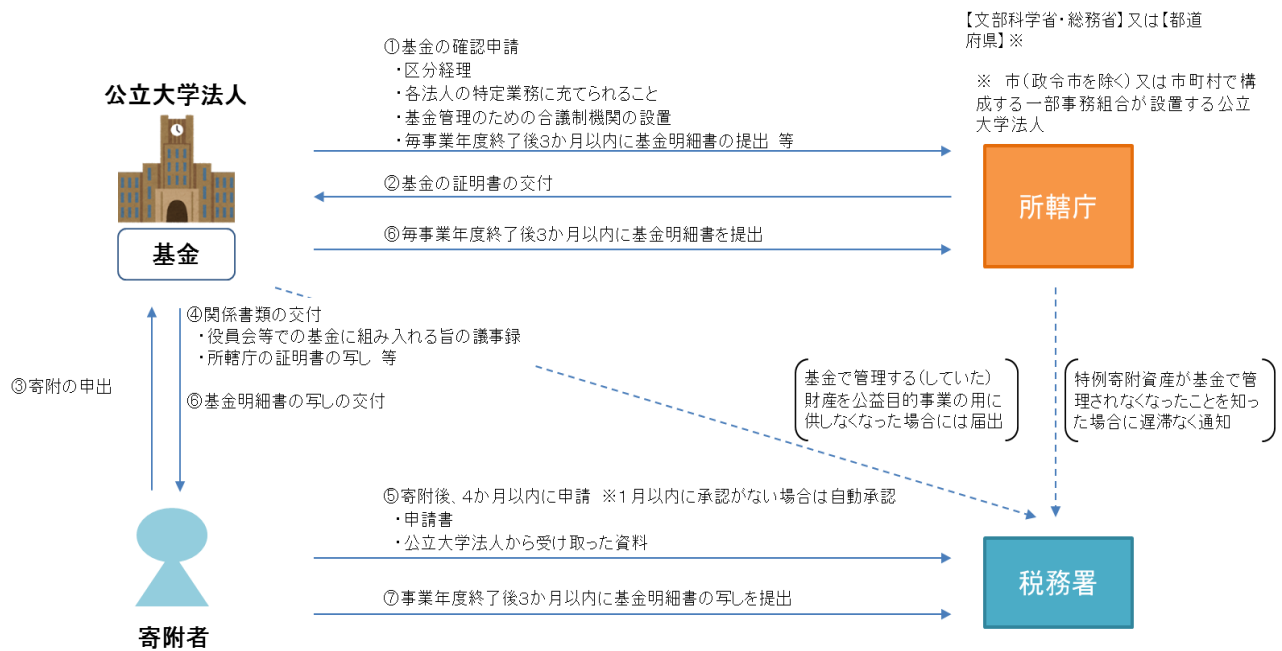 【文部科学省・総務省】又は【都道
府県】※
※ 市(政令市を除く)又は市町村で構
成する一部事務組合が設置する公立
大学法人
公立大学法人
①基金の確認申請
・区分経理
・各法人の特定業務に充てられること
・基金管理のための合議制機関の設置
・毎事業年度終了後3か月以内に基金明細書の提出 等
②基金の証明書の交付
所轄庁
⑥毎事業年度終了後3か月以内に基金明細書を提出
基金
④関係書類の交付
・役員会等での基金に組み入れる旨の議事録
・所轄庁の証明書の写し 等
③寄附の申出
⑥基金明細書の写しの交付
基金で管理する(していた)
財産を公益目的事業の用に
供しなくなった場合には届出
特例寄附資産が基金で管
理されなくなったことを知っ
た場合に遅滞なく通知
⑤寄附後、4か月以内に申請 ※1月以内に承認がない場合は自動承認
・申請書
・公立大学法人から受け取った資料
税務署
⑦事業年度終了後3か月以内に基金明細書の写しを提出
寄附者